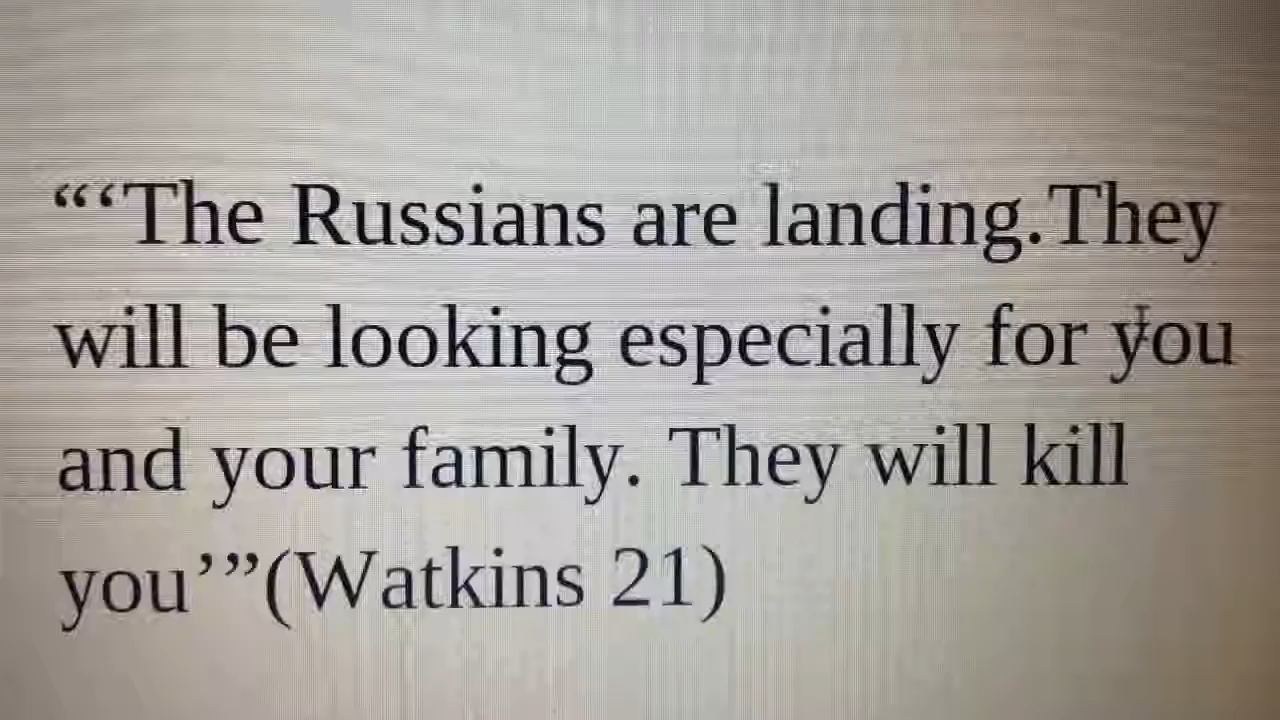 “‘The Russians are landing.They
will be looking especially for you
and your family. They will kill
you’”(Watkins 21)